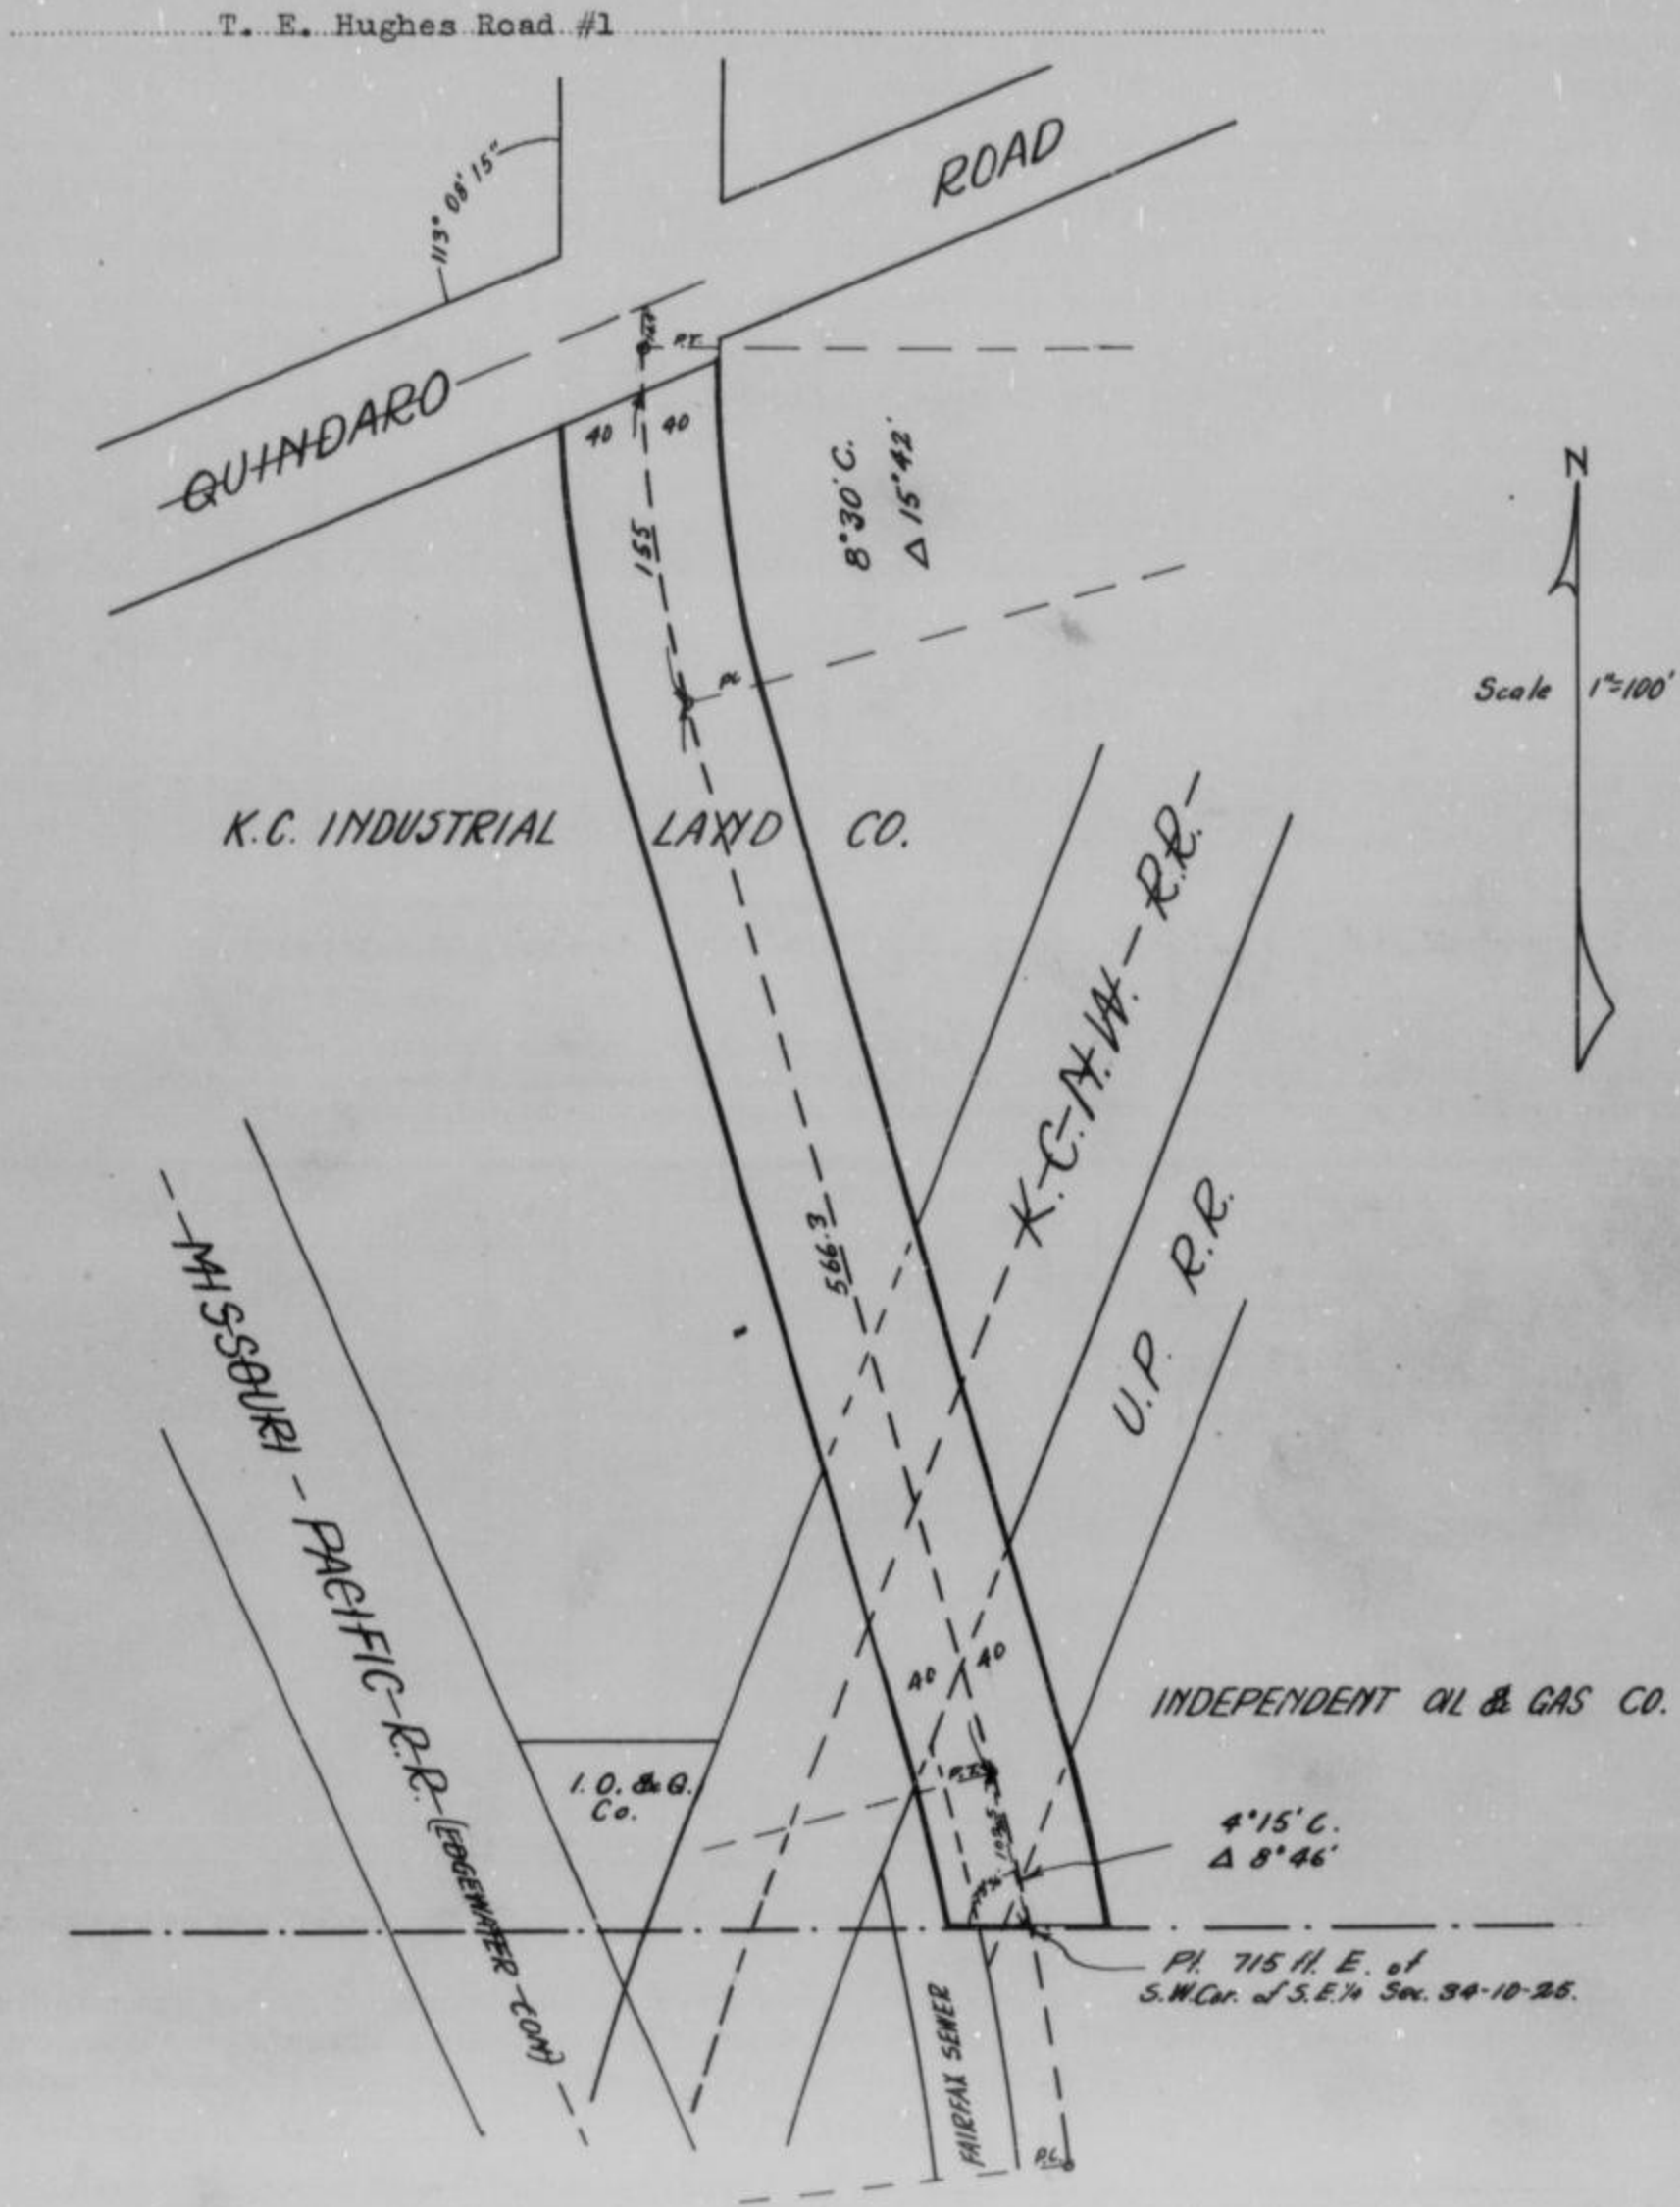 T. E. Hughes Road #1
113° 08' 15"
ROAD
QUINDARO
P.T.
40 40
155
8°30' C.
Δ 15°42'
N
P.C.
Scale 1"=100'
K.C. INDUSTRIAL LAND CO.
K.C.N.W. R.R.
U.P. R.R.
566.3
MISSOURI - PACIFIC - R.R. (EDGEWATER CONN)
40 40
INDEPENDENT OIL & GAS CO.
I. O. & G.
Co.
P.T.
4°15' C.
Δ 8°46'
Pt. 715 ft. E. of
S.W. Cor. of S.E. ¼ Sec. 34-10-25.
FAIRFAX SEWER
P.C.